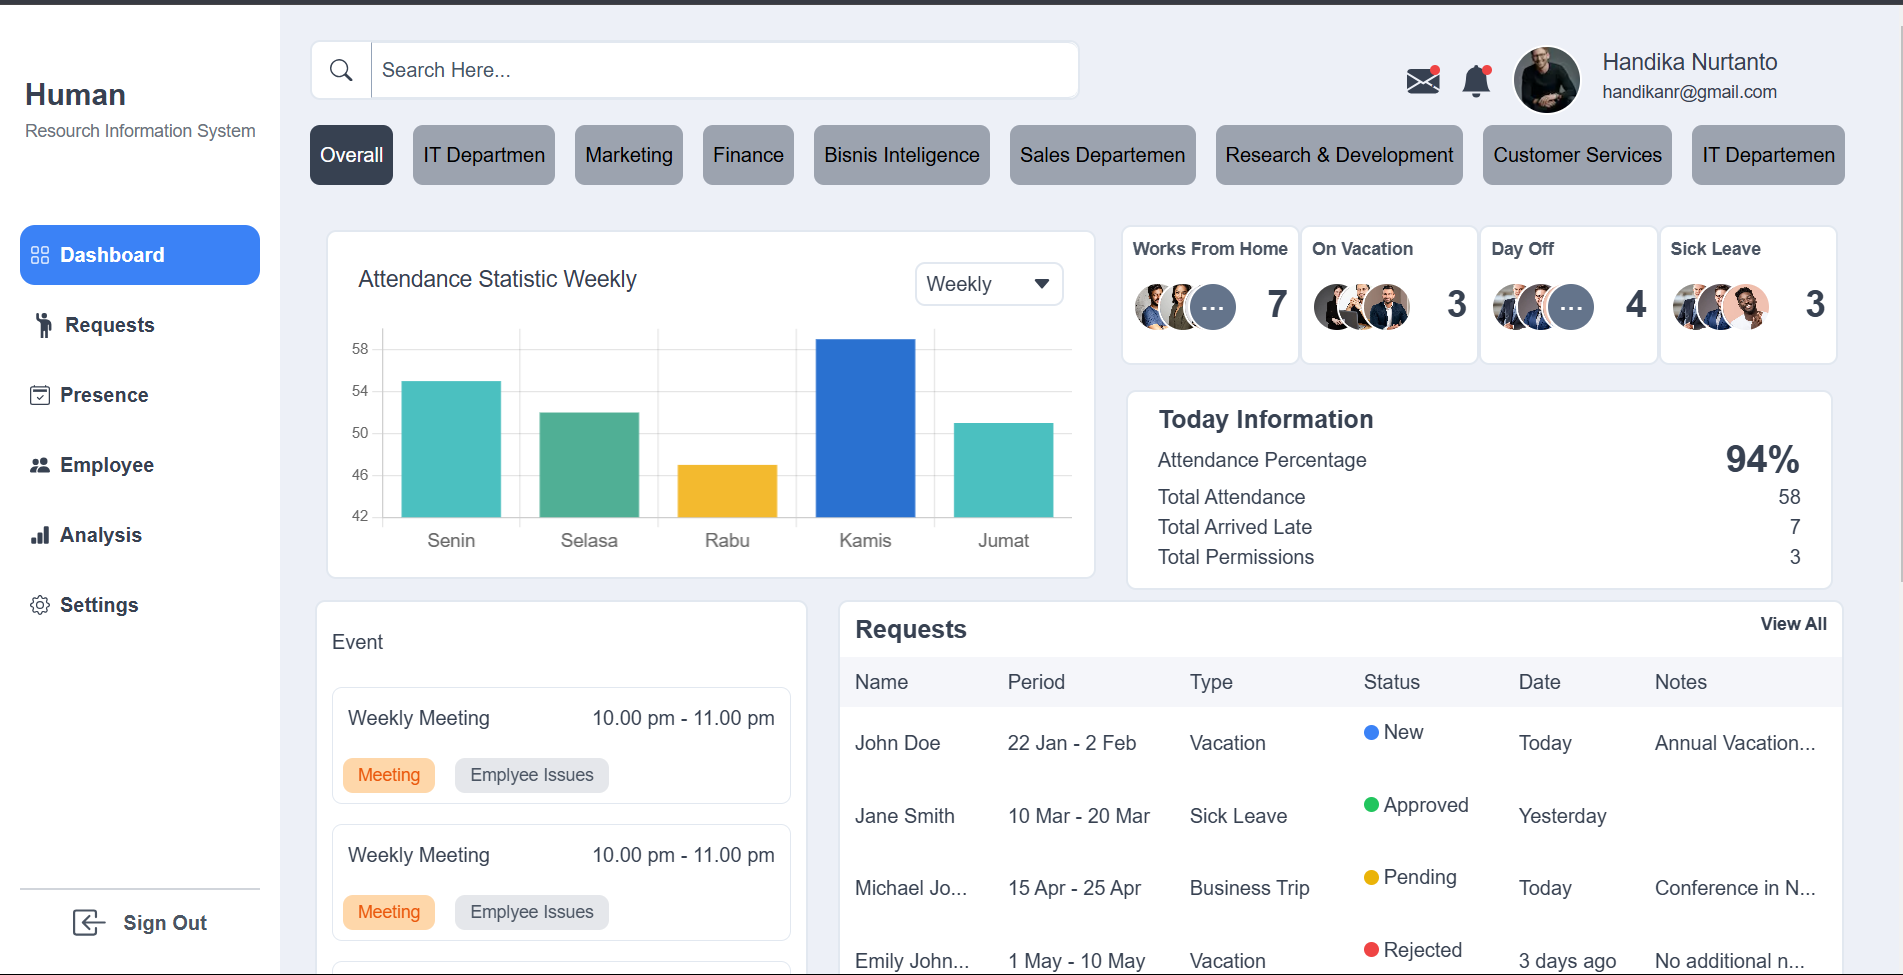 Human
Resourch Information System
Dashboard
Requests
Presence
Employee
Analysis
Settings
Sign Out
Search Here...
Handika Nurtanto
handikanr@gmail.com
Overall
IT Departmen
Marketing
Finance
Bisnis Inteligence
Sales Departemen
Research & Development
Customer Services
IT Departemen
Attendance Statistic Weekly
Weekly
58
54
50
46
42
Senin Selasa Rabu Kamis Jumat
Works From Home
... 7
On Vacation
3
Day Off
... 4
Sick Leave
3
Today Information
Attendance Percentage 94%
Total Attendance 58
Total Arrived Late 7
Total Permissions 3
Event
Weekly Meeting 10.00 pm - 11.00 pm
Meeting Emplyee Issues
Weekly Meeting 10.00 pm - 11.00 pm
Meeting Emplyee Issues
Requests View All
Name Period Type Status Date Notes
John Doe 22 Jan - 2 Feb Vacation New Today Annual Vacation...
Jane Smith 10 Mar - 20 Mar Sick Leave Approved Yesterday
Michael Jo... 15 Apr - 25 Apr Business Trip Pending Today Conference in N...
Emily John... 1 May - 10 May Vacation Rejected 3 days ago No additional n...